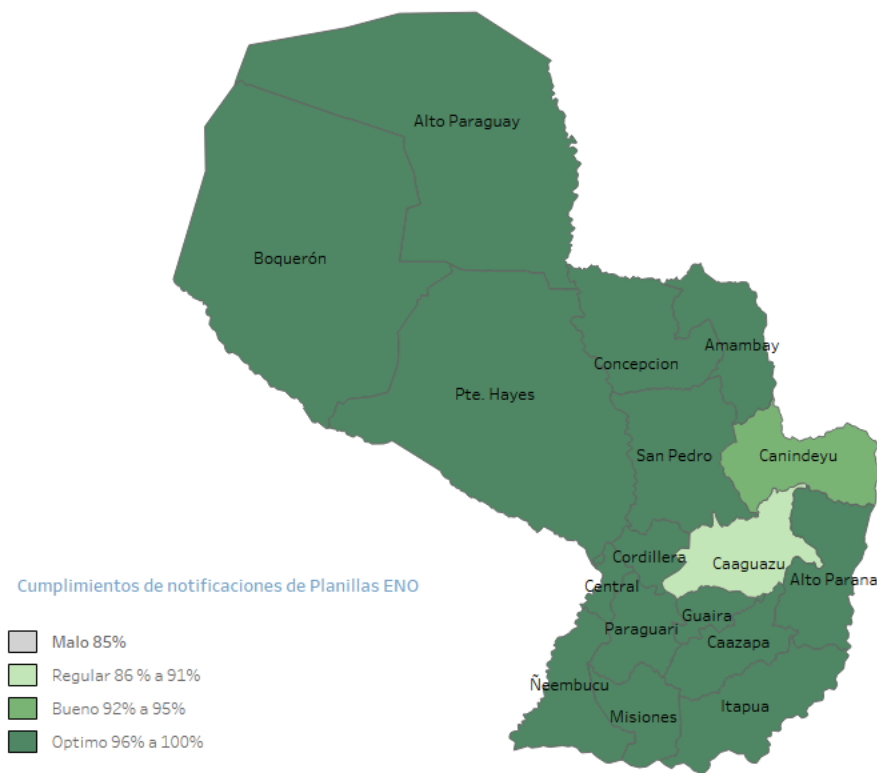 Alto Paraguay
Boquerón
Amambay
Concepcion
Pte. Hayes
San Pedro
Canindeyu
Cordillera
Caaguazu
Alto Parana
Central
Guaira
Paraguari
Caazapa
Ñeembucu
Itapua
Misiones
Cumplimientos de notificaciones de Planillas ENO
Malo 85%
Regular 86 % a 91%
Bueno 92% a 95%
Optimo 96% a 100%